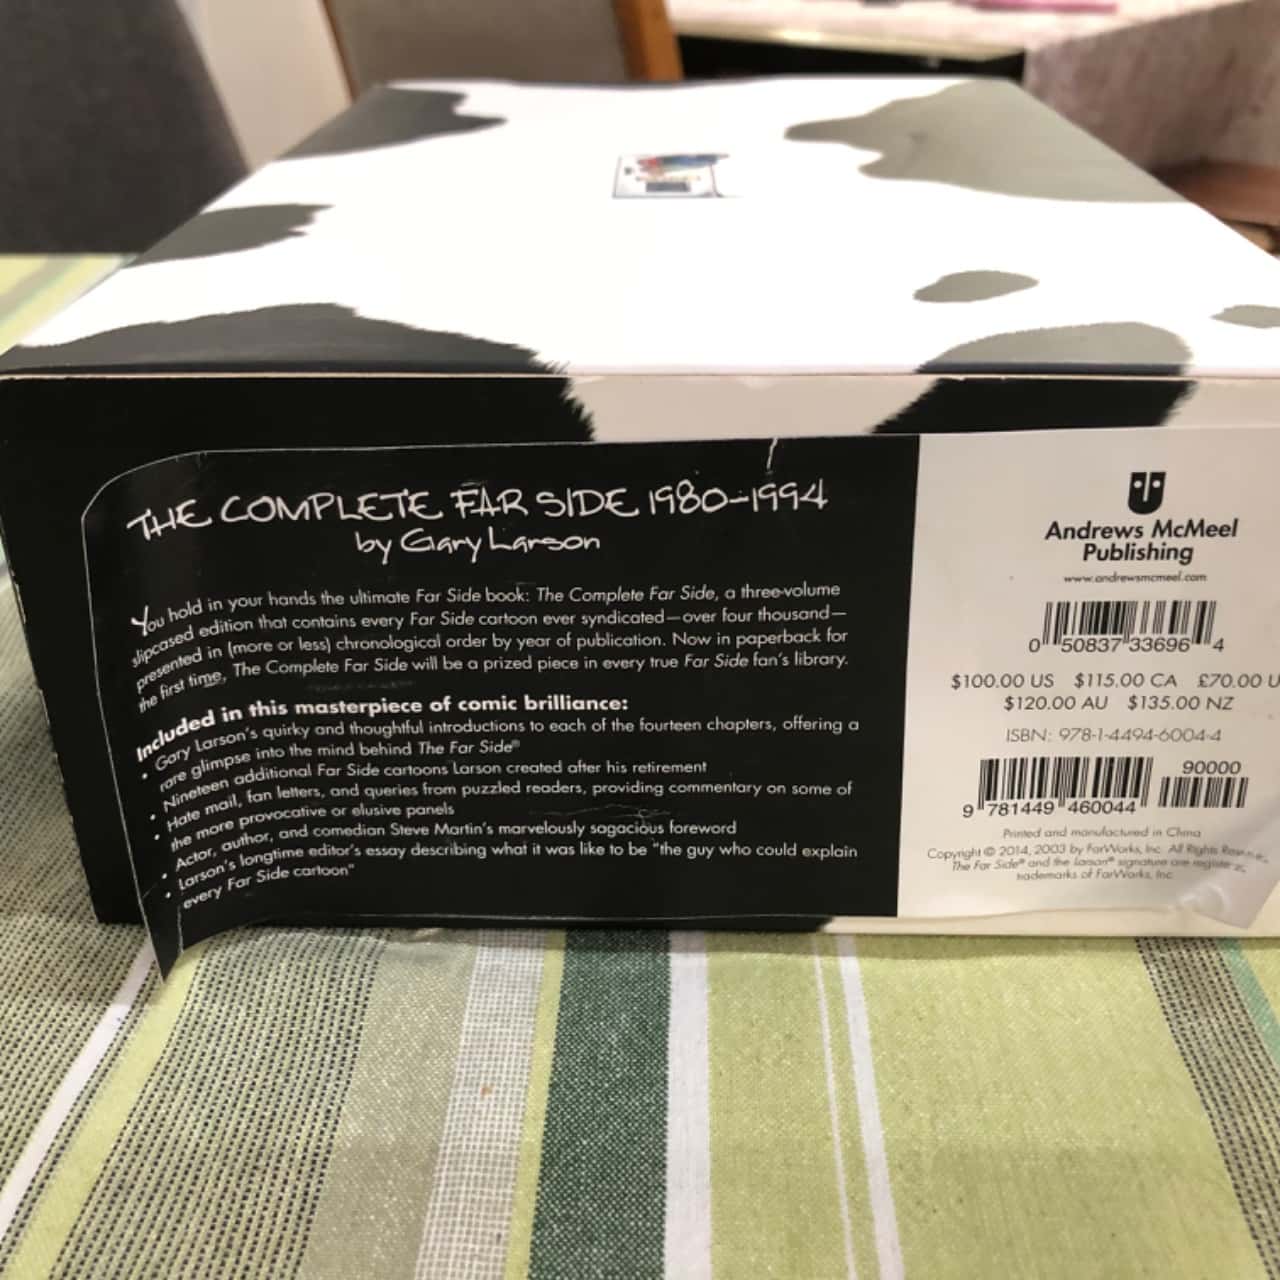 THE COMPLETE FAR SIDE 1980–1994
by Gary Larson
You hold in your hands the ultimate Far Side book: The Complete Far Side, a three-volume
slipcased edition that contains every Far Side cartoon ever syndicated—over four thousand—
presented in (more or less) chronological order by year of publication. Now in paperback for
the first time, The Complete Far Side will be a prized piece in every true Far Side fan's library.
Included in this masterpiece of comic brilliance:
• Gary Larson's quirky and thoughtful introductions to each of the fourteen chapters, offering a
rare glimpse into the mind behind The Far Side®
• Nineteen additional Far Side cartoons Larson created after his retirement
• Hate mail, fan letters, and queries from puzzled readers, providing commentary on some of
the more provocative or elusive panels
• Actor, author, and comedian Steve Martin's marvelously sagacious foreword
• Larson's longtime editor's essay describing what it was like to be "the guy who could explain
every Far Side cartoon"
Andrews McMeel
Publishing
www.andrewsmcmeel.com
0 50837 33696 4
$100.00 US $115.00 CA £70.00 U
$120.00 AU $135.00 NZ
ISBN: 978-1-4494-6004-4
90000
9 781449 460044
Printed and manufactured in China
Copyright © 2014, 2003 by FarWorks, Inc. All Rights
The Far Side® and the Larson® signature are
trademarks of FarWorks, Inc.